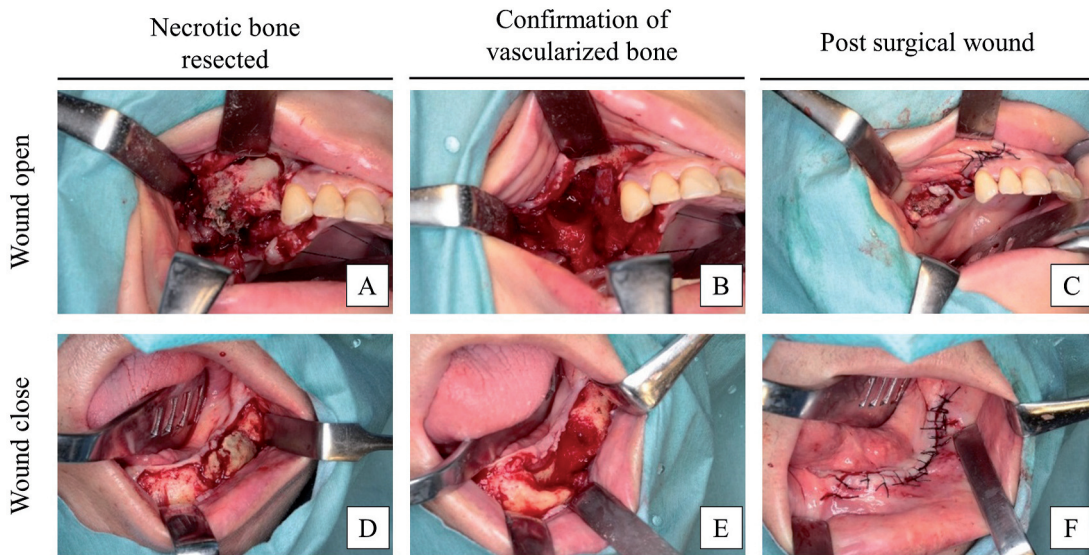 Necrotic bone
resected
Confirmation of
vascularized bone
Post surgical wound
Wound open
A
B
C
Wound close
D
E
F